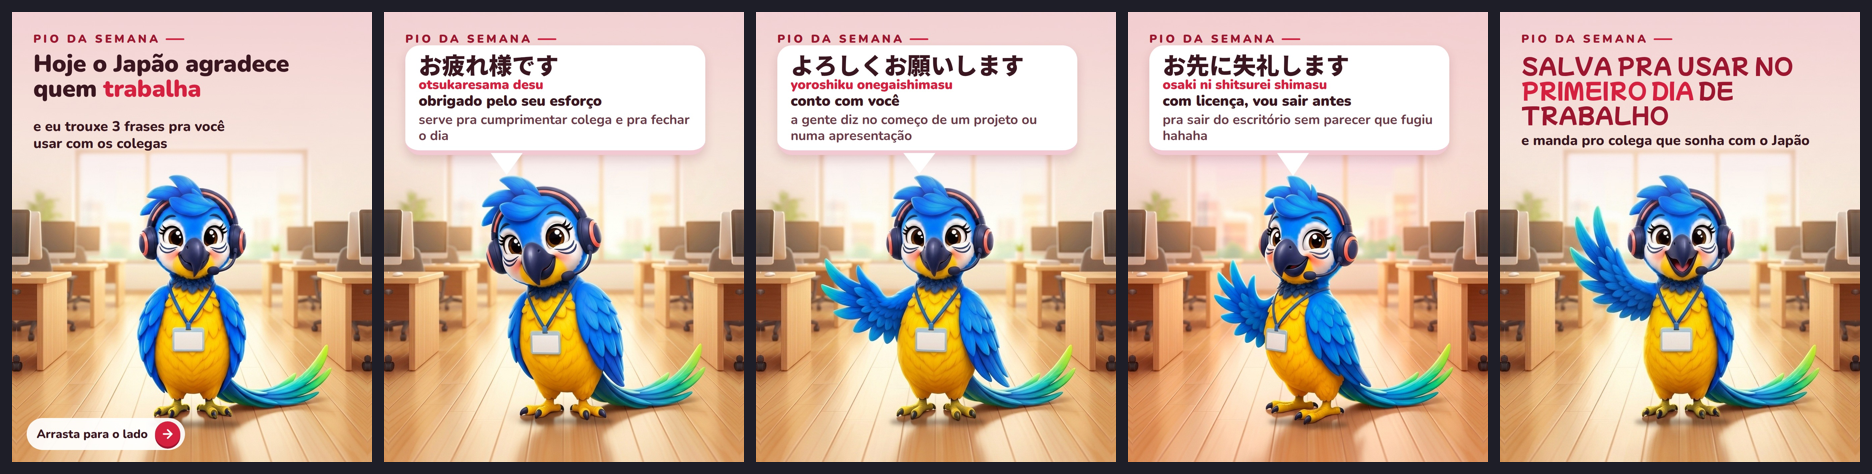 PIO DA SEMANA
Hoje o Japão agradece
quem trabalha
e eu trouxe 3 frases pra você
usar com os colegas
Arrasta para o lado
PIO DA SEMANA
お疲れ様です
otsukaresama desu
obrigado pelo seu esforço
serve pra cumprimentar colega e pra fechar
o dia
PIO DA SEMANA
よろしくお願いします
yoroshiku onegaishimasu
conto com você
a gente diz no começo de um projeto ou
numa apresentação
PIO DA SEMANA
お先に失礼します
osaki ni shitsurei shimasu
com licença, vou sair antes
pra sair do escritório sem parecer que fugiu
hahaha
PIO DA SEMANA
SALVA PRA USAR NO
PRIMEIRO DIA DE
TRABALHO
e manda pro colega que sonha com o Japão